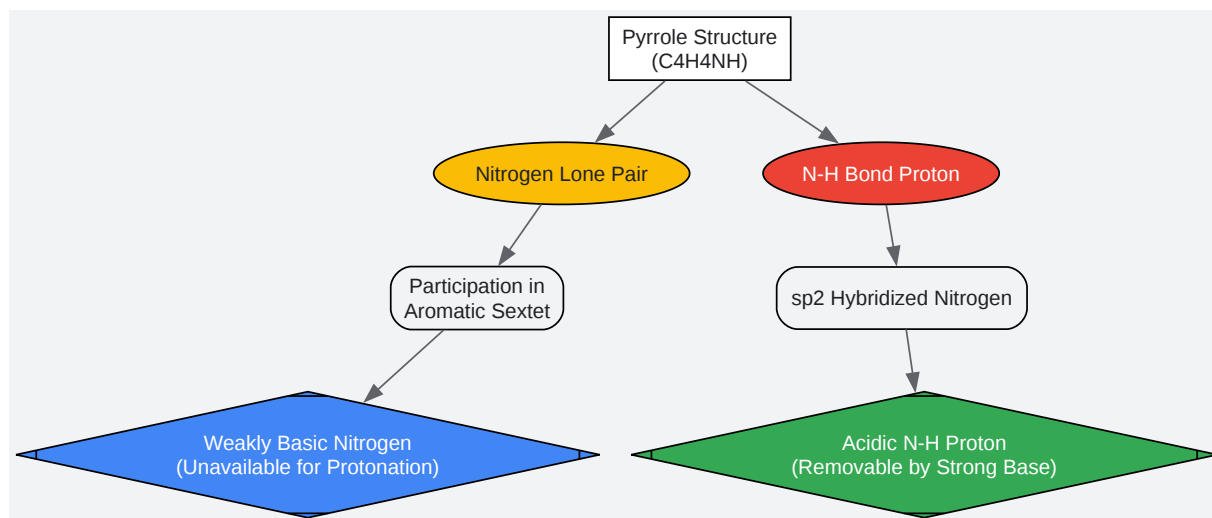 Pyrrole Structure
(C4H4NH)
Nitrogen Lone Pair
N-H Bond Proton
Participation in
Aromatic Sextet
sp2 Hybridized Nitrogen
Weakly Basic Nitrogen
(Unavailable for Protonation)
Acidic N-H Proton
(Removable by Strong Base)